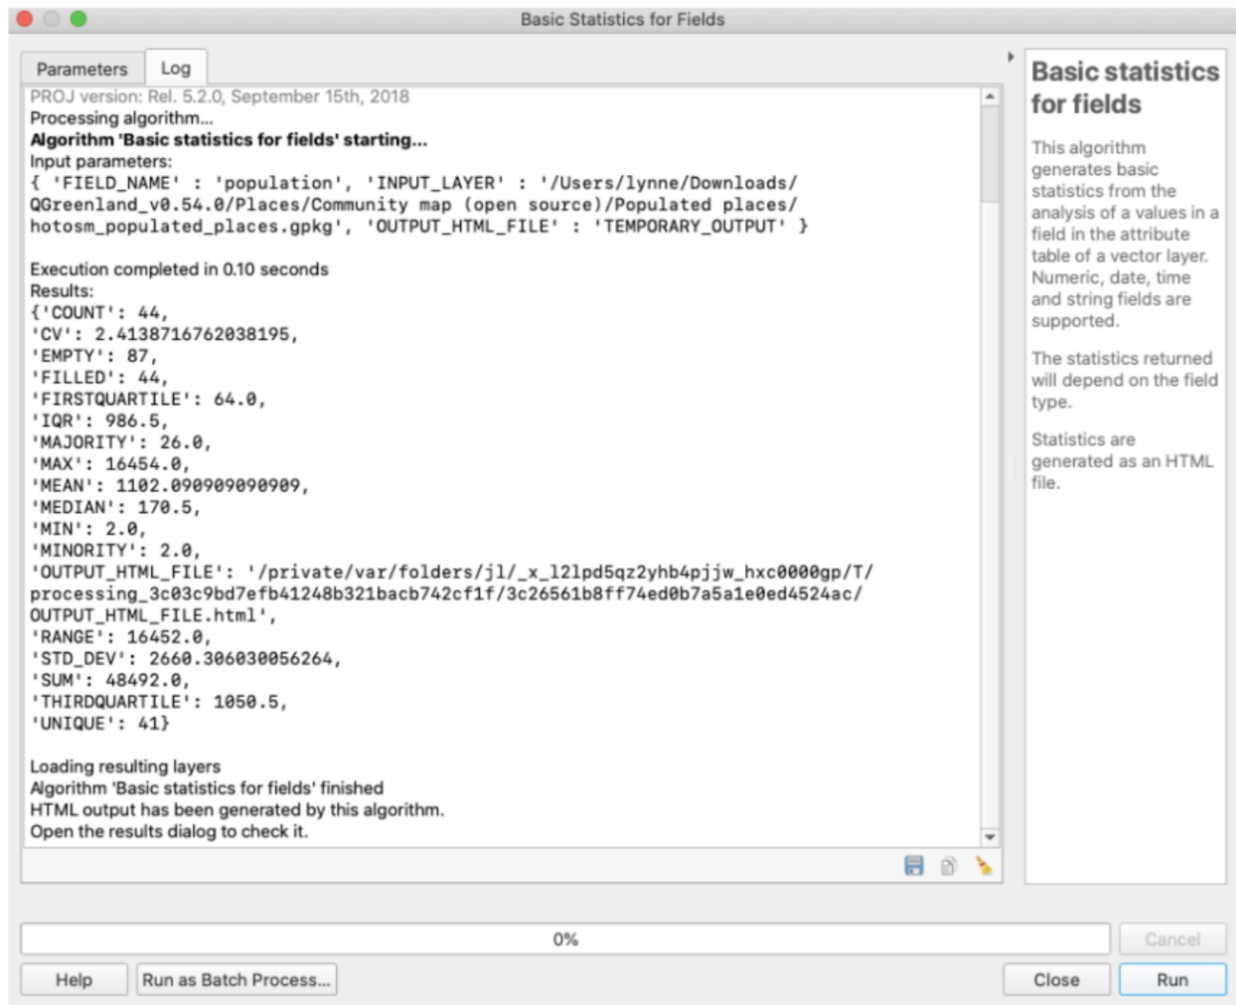 Basic Statistics for Fields
Parameters
Log
PROJ version: Rel. 5.2.0, September 15th, 2018
Processing algorithm...
Algorithm 'Basic statistics for fields' starting...
Input parameters:
{ 'FIELD_NAME' : 'population', 'INPUT_LAYER' : '/Users/lynne/Downloads/
QGreenland_v0.54.0/Places/Community map (open source)/Populated places/
hotosm_populated_places.gpkg', 'OUTPUT_HTML_FILE' : 'TEMPORARY_OUTPUT' }
Execution completed in 0.10 seconds
Results:
{'COUNT': 44,
'CV': 2.4138716762038195,
'EMPTY': 87,
'FILLED': 44,
'FIRSTQUARTILE': 64.0,
'IQR': 986.5,
'MAJORITY': 26.0,
'MAX': 16454.0,
'MEAN': 1102.090909090909,
'MEDIAN': 170.5,
'MIN': 2.0,
'MINORITY': 2.0,
'OUTPUT_HTML_FILE': '/private/var/folders/jl/_x_l2lpd5qz2yhb4pjjw_hxc0000gp/T/
processing_3c03c9bd7efb41248b321bacb742cf1f/3c26561b8ff74ed0b7a5a1e0ed4524ac/
OUTPUT_HTML_FILE.html',
'RANGE': 16452.0,
'STD_DEV': 2660.306030056264,
'SUM': 48492.0,
'THIRDQUARTILE': 1050.5,
'UNIQUE': 41}
Loading resulting layers
Algorithm 'Basic statistics for fields' finished
HTML output has been generated by this algorithm.
Open the results dialog to check it.
Basic statistics
for fields
This algorithm
generates basic
statistics from the
analysis of a values in a
field in the attribute
table of a vector layer.
Numeric, date, time
and string fields are
supported.
The statistics returned
will depend on the field
type.
Statistics are
generated as an HTML
file.
0%
Cancel
Help
Run as Batch Process...
Close
Run